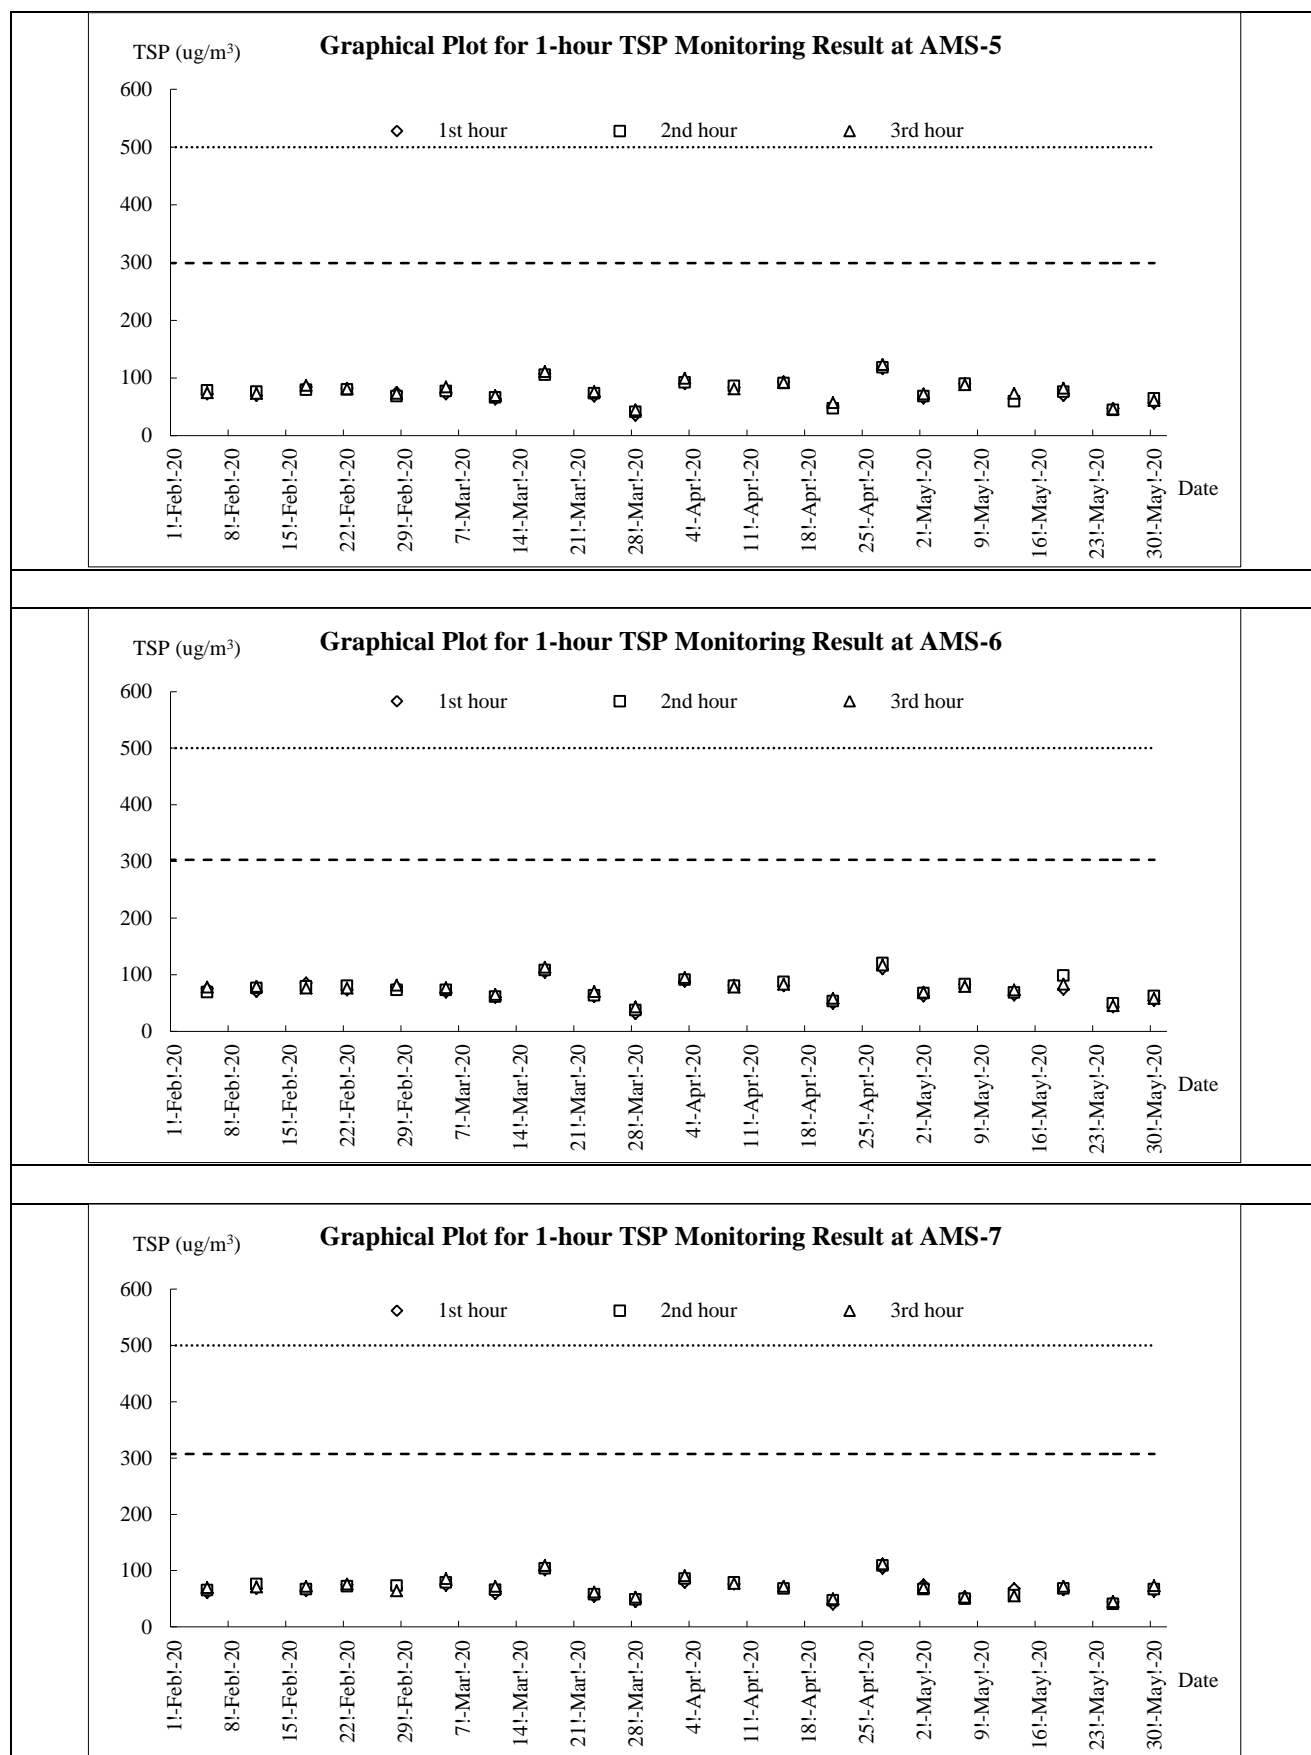 Graphical Plot for 1-hour TSP Monitoring Result at AMS-5
TSP (ug/m³)
1st hour 2nd hour 3rd hour
600
500
400
300
200
100
0
1!-Feb!-20
8!-Feb!-20
15!-Feb!-20
22!-Feb!-20
29!-Feb!-20
7!-Mar!-20
14!-Mar!-20
21!-Mar!-20
28!-Mar!-20
4!-Apr!-20
11!-Apr!-20
18!-Apr!-20
25!-Apr!-20
2!-May!-20
9!-May!-20
16!-May!-20
23!-May!-20
30!-May!-20
Date
Graphical Plot for 1-hour TSP Monitoring Result at AMS-6
TSP (ug/m³)
1st hour 2nd hour 3rd hour
600
500
400
300
200
100
0
1!-Feb!-20
8!-Feb!-20
15!-Feb!-20
22!-Feb!-20
29!-Feb!-20
7!-Mar!-20
14!-Mar!-20
21!-Mar!-20
28!-Mar!-20
4!-Apr!-20
11!-Apr!-20
18!-Apr!-20
25!-Apr!-20
2!-May!-20
9!-May!-20
16!-May!-20
23!-May!-20
30!-May!-20
Date
Graphical Plot for 1-hour TSP Monitoring Result at AMS-7
TSP (ug/m³)
1st hour 2nd hour 3rd hour
600
500
400
300
200
100
0
1!-Feb!-20
8!-Feb!-20
15!-Feb!-20
22!-Feb!-20
29!-Feb!-20
7!-Mar!-20
14!-Mar!-20
21!-Mar!-20
28!-Mar!-20
4!-Apr!-20
11!-Apr!-20
18!-Apr!-20
25!-Apr!-20
2!-May!-20
9!-May!-20
16!-May!-20
23!-May!-20
30!-May!-20
Date